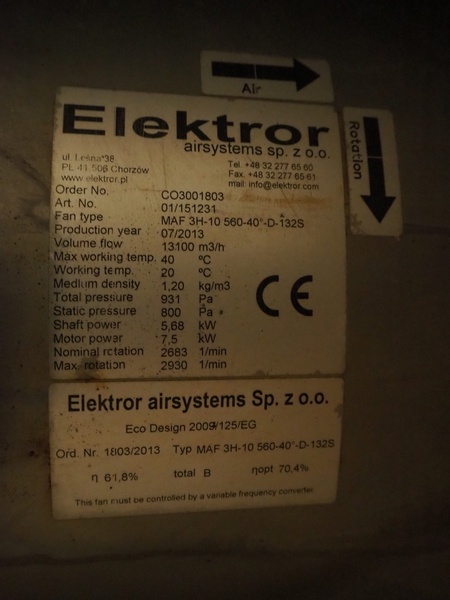 Air
Rotation
Elektror
airsystems sp. z o.o.
ul. Leśna 38
PL 41-506 Chorzów
www.elektror.pl
Tel. +48 32 277 65 60
Fax. +48 32 277 65 61
mail: info@elektror.com
Order No. CO3001803
Art. No. 01/151231
Fan type MAF 3H-10 560-40°-D-132S
Production year 07/2013
Volume flow 13100 m3/h
Max working temp. 40 ºC
Working temp. 20 ºC
Medium density 1,20 kg/m3
Total pressure 931 Pa
Static pressure 800 Pa
Shaft power 5,68 kW
Motor power 7,5 kW
Nominal rotation 2683 1/min
Max rotation 2930 1/min
CE
Elektror airsystems Sp. z o.o.
Eco Design 2009/125/EG
Ord. Nr. 1803/2013 Typ MAF 3H-10 560-40°-D-132S
η 61,8% total B ηopt 70,4%
This fan must be controlled by a variable frequency converter